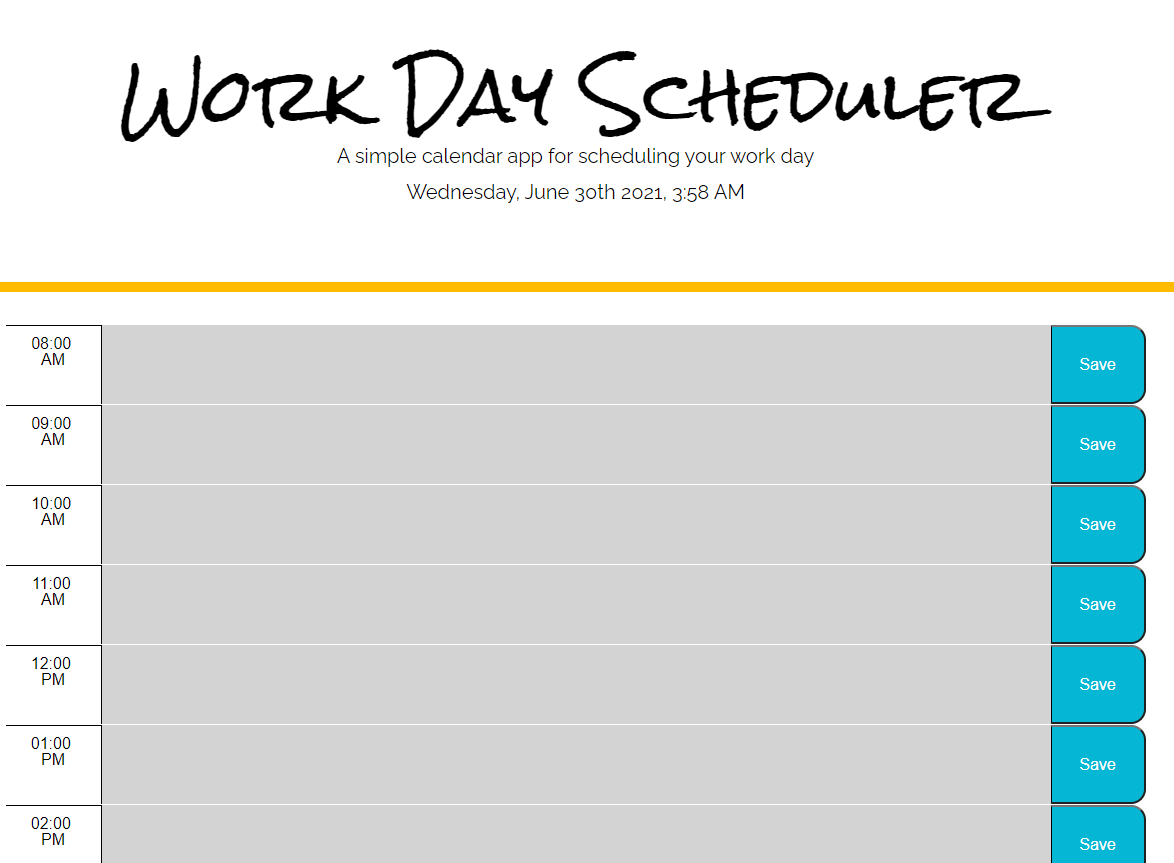 Work Day Scheduler
A simple calendar app for scheduling your work day
Wednesday, June 30th 2021, 3:58 AM
08:00
AM
Save
09:00
AM
Save
10:00
AM
Save
11:00
AM
Save
12:00
PM
Save
01:00
PM
Save
02:00
PM
Save